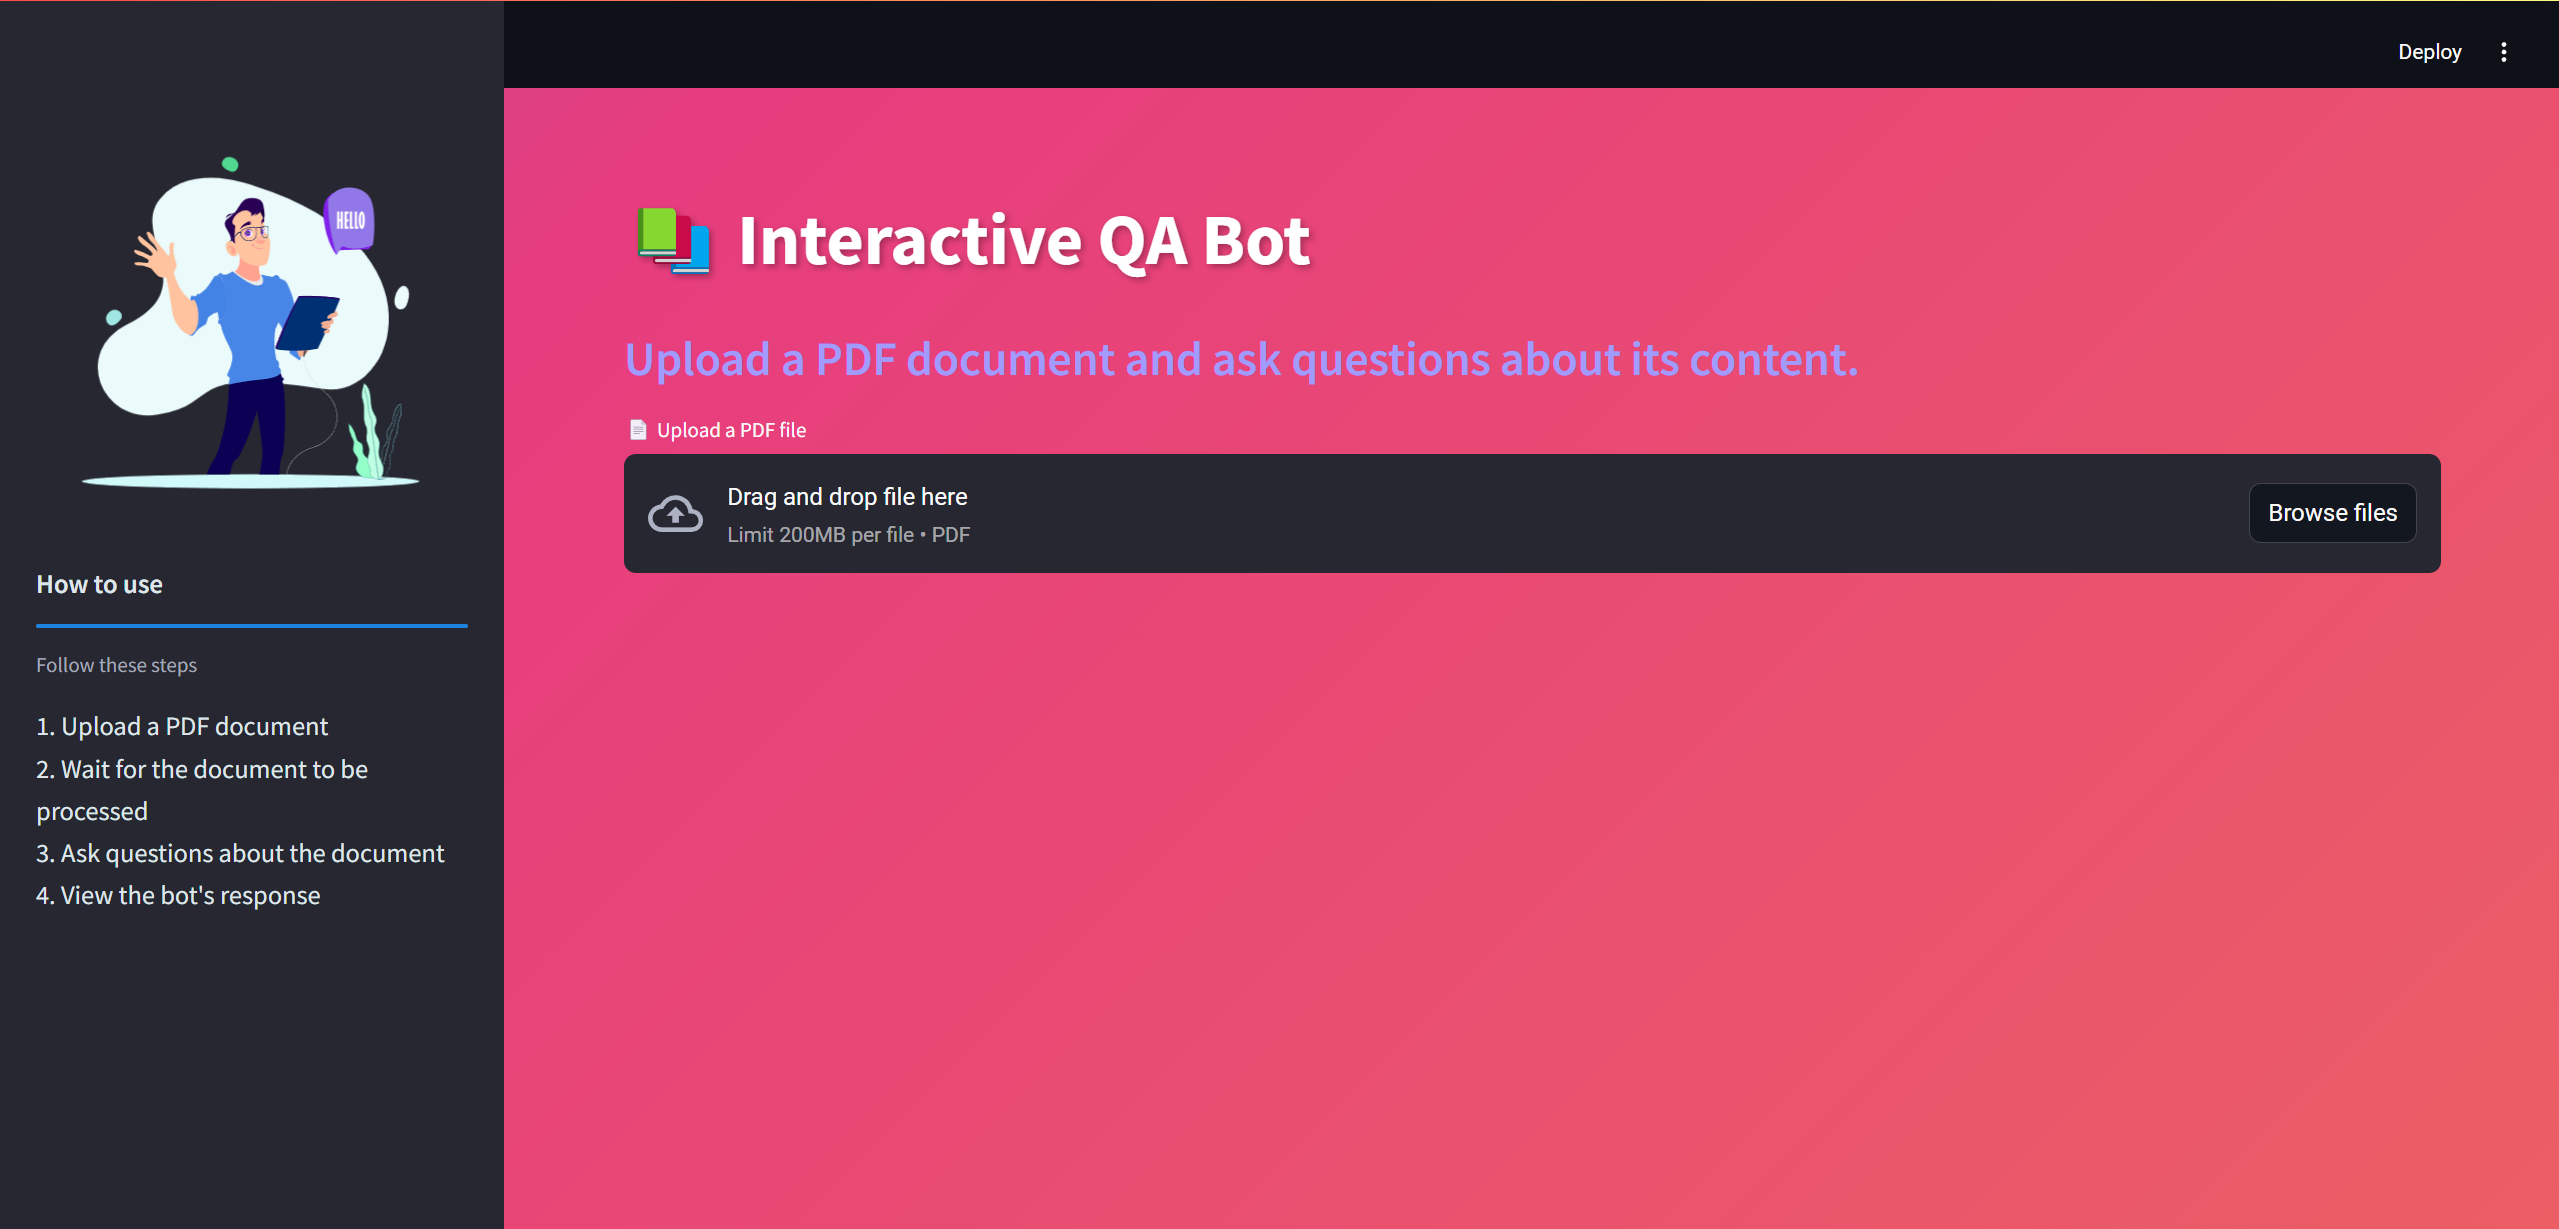 Deploy
HELLO
How to use
Follow these steps
1. Upload a PDF document
2. Wait for the document to be
processed
3. Ask questions about the document
4. View the bot's response
Interactive QA Bot
Upload a PDF document and ask questions about its content.
Upload a PDF file
Drag and drop file here
Limit 200MB per file • PDF
Browse files